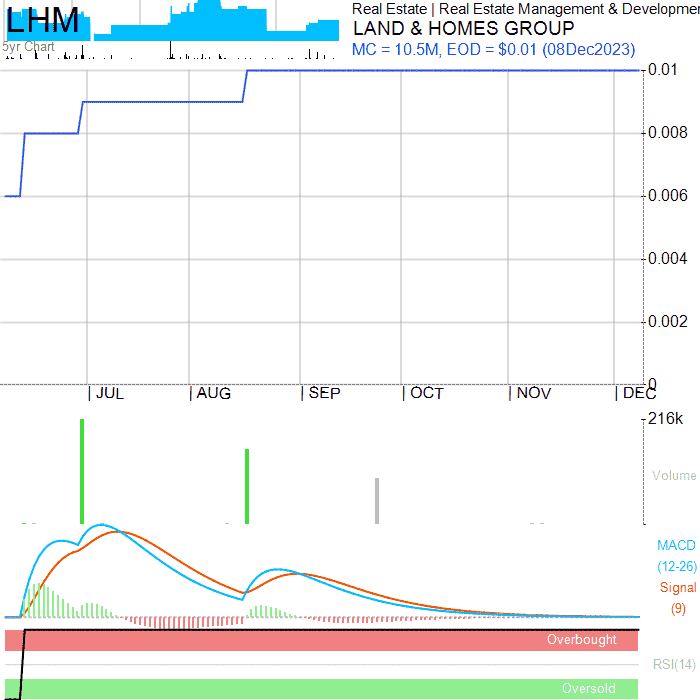 LHM
5yr Chart
Real Estate | Real Estate Management & Developmen
LAND & HOMES GROUP
MC = 10.5M, EOD = $0.01 (08Dec2023)
0.01
0.008
0.006
0.004
0.002
0
JUL AUG SEP OCT NOV DEC
216k
Volume
MACD
(12-26)
Signal
(9)
Overbought
RSI(14)
Oversold